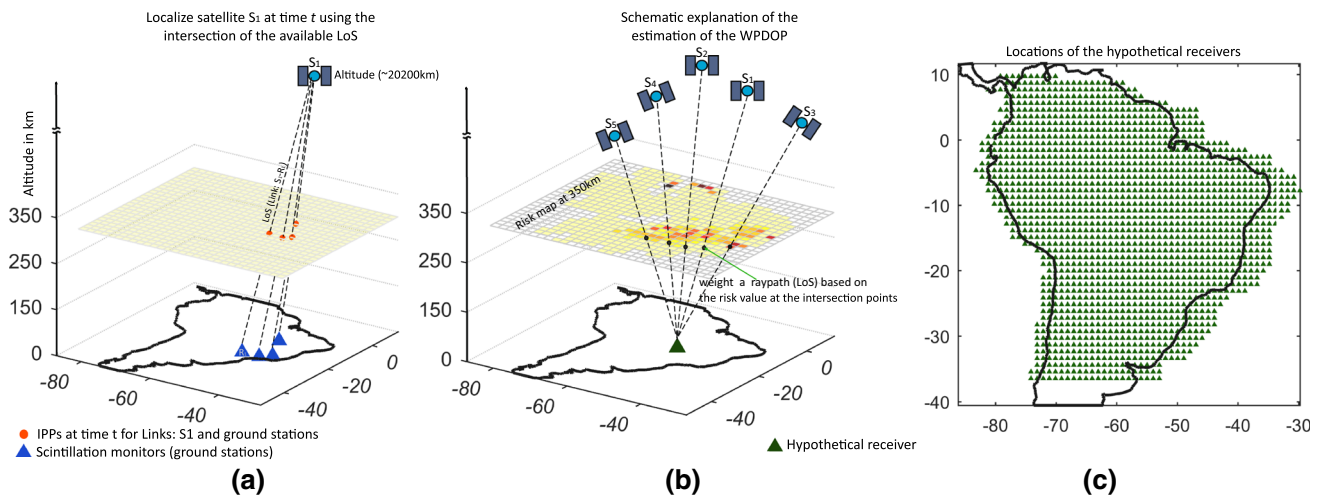 Localize satellite S1 at time t using the
intersection of the available LoS
S1
Altitude (~20200km)
Altitude in km
LoS (Link: S1-R1)
350
250
150
0
-80
-60
-40
-20
0
R1
IPPs at time t for Links: S1 and ground stations
Scintillation monitors (ground stations)
(a)
Schematic explanation of the
estimation of the WPDOP
S2
S4
S1
S3
S5
Risk map at 350km
350
250
150
0
weight a raypath (LoS) based on
the risk value at the intersection points
-80
-60
-40
-20
0
Hypothetical receiver
(b)
Locations of the hypothetical receivers
10
0
-10
-20
-30
-40
-80
-70
-60
-50
-40
-30
(c)